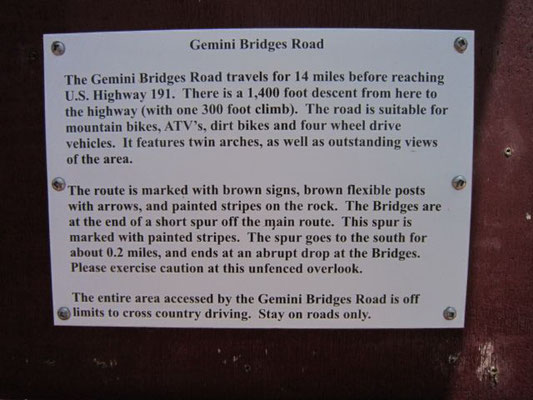 Gemini Bridges Road
The Gemini Bridges Road travels for 14 miles before reaching
U.S. Highway 191. There is a 1,400 foot descent from here to
the highway (with one 300 foot climb). The road is suitable for
mountain bikes, ATV's, dirt bikes and four wheel drive
vehicles. It features twin arches, as well as outstanding views
of the area.
The route is marked with brown signs, brown flexible posts
with arrows, and painted stripes on the rock. The Bridges are
at the end of a short spur off the main route. This spur is
marked with painted stripes. The spur goes to the south for
about 0.2 miles, and ends at an abrupt drop at the Bridges.
Please exercise caution at this unfenced overlook.
The entire area accessed by the Gemini Bridges Road is off
limits to cross country driving. Stay on roads only.